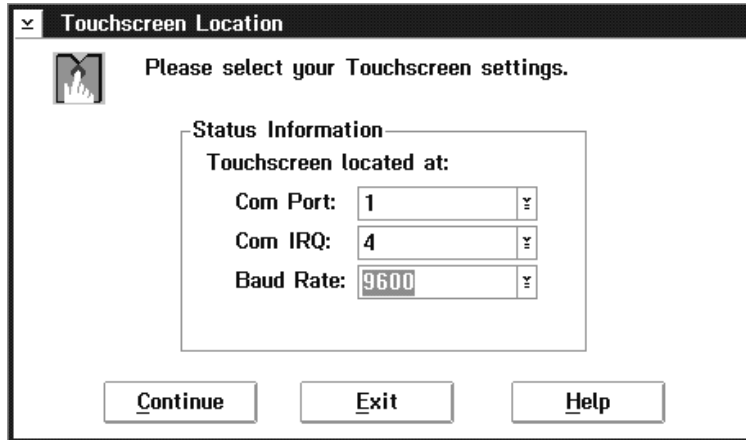 Touchscreen Location
Please select your Touchscreen settings.
Status Information
Touchscreen located at:
Com Port: 1
Com IRQ: 4
Baud Rate: 9600
Continue Exit Help